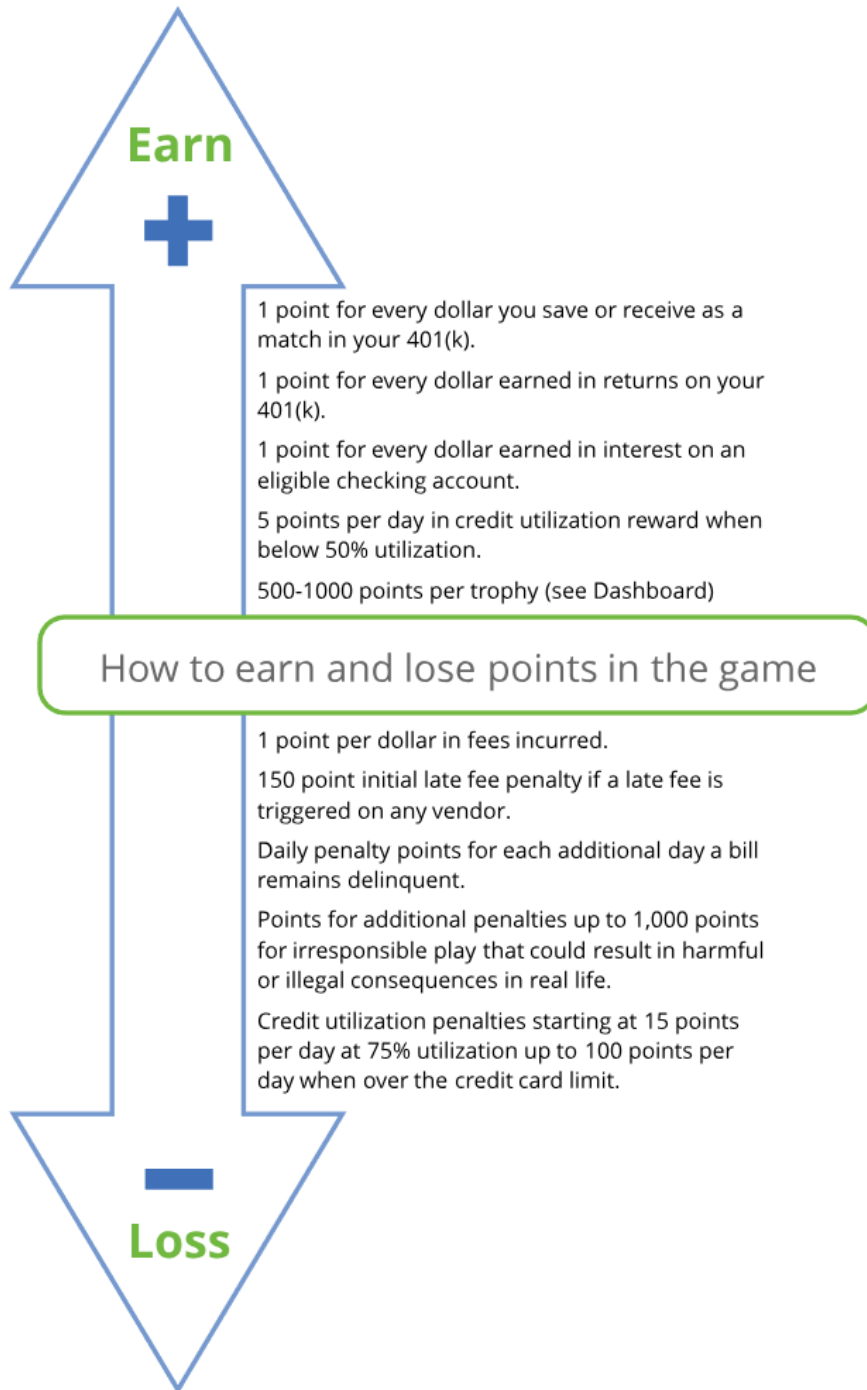 Earn
+
1 point for every dollar you save or receive as a
match in your 401(k).
1 point for every dollar earned in returns on your
401(k).
1 point for every dollar earned in interest on an
eligible checking account.
5 points per day in credit utilization reward when
below 50% utilization.
500-1000 points per trophy (see Dashboard)
How to earn and lose points in the game
1 point per dollar in fees incurred.
150 point initial late fee penalty if a late fee is
triggered on any vendor.
Daily penalty points for each additional day a bill
remains delinquent.
Points for additional penalties up to 1,000 points
for irresponsible play that could result in harmful
or illegal consequences in real life.
Credit utilization penalties starting at 15 points
per day at 75% utilization up to 100 points per
day when over the credit card limit.
-
Loss